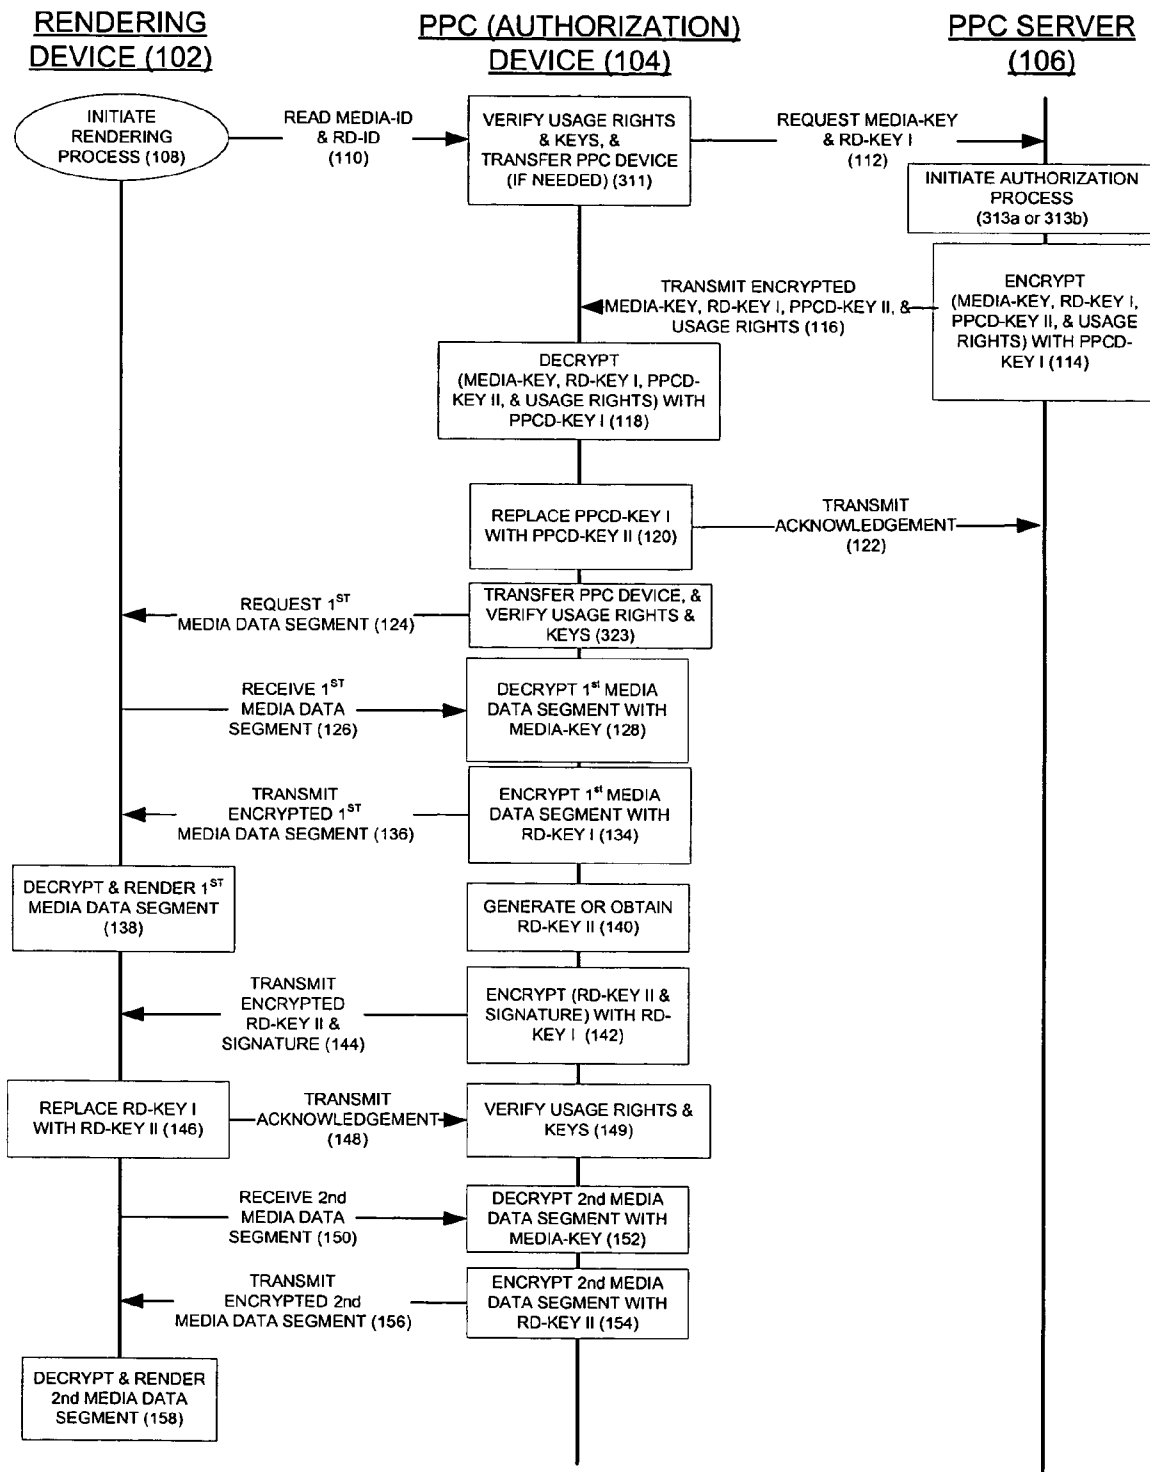 RENDERING
DEVICE (102)
PPC (AUTHORIZATION)
DEVICE (104)
PPC SERVER
(106)
INITIATE
RENDERING
PROCESS (108)
READ MEDIA-ID
& RD-ID
(110)
VERIFY USAGE RIGHTS
& KEYS, &
TRANSFER PPC DEVICE
(IF NEEDED) (311)
REQUEST MEDIA-KEY
& RD-KEY I
(112)
INITIATE AUTHORIZATION
PROCESS
(313a or 313b)
ENCRYPT
(MEDIA-KEY, RD-KEY I,
PPCD-KEY II, & USAGE
RIGHTS) WITH PPCD-
KEY I (114)
TRANSMIT ENCRYPTED
MEDIA-KEY, RD-KEY I, PPCD-KEY II, &
USAGE RIGHTS (116)
DECRYPT
(MEDIA-KEY, RD-KEY I, PPCD-
KEY II, & USAGE RIGHTS) WITH
PPCD-KEY I (118)
REPLACE PPCD-KEY I
WITH PPCD-KEY II (120)
TRANSMIT
ACKNOWLEDGEMENT
(122)
TRANSFER PPC DEVICE, &
VERIFY USAGE RIGHTS &
KEYS (323)
REQUEST 1ST
MEDIA DATA SEGMENT (124)
RECEIVE 1ST
MEDIA DATA
SEGMENT (126)
DECRYPT 1st MEDIA
DATA SEGMENT WITH
MEDIA-KEY (128)
ENCRYPT 1st MEDIA
DATA SEGMENT WITH
RD-KEY I (134)
TRANSMIT
ENCRYPTED 1ST
MEDIA DATA SEGMENT (136)
DECRYPT & RENDER 1ST
MEDIA DATA SEGMENT
(138)
GENERATE OR OBTAIN
RD-KEY II (140)
ENCRYPT (RD-KEY II &
SIGNATURE) WITH RD-
KEY I (142)
TRANSMIT
ENCRYPTED
RD-KEY II &
SIGNATURE (144)
REPLACE RD-KEY I
WITH RD-KEY II (146)
TRANSMIT
ACKNOWLEDGEMENT
(148)
VERIFY USAGE RIGHTS &
KEYS (149)
RECEIVE 2nd
MEDIA DATA
SEGMENT (150)
DECRYPT 2nd MEDIA
DATA SEGMENT WITH
MEDIA-KEY (152)
ENCRYPT 2nd MEDIA
DATA SEGMENT WITH
RD-KEY II (154)
TRANSMIT
ENCRYPTED 2nd
MEDIA DATA SEGMENT (156)
DECRYPT & RENDER
2nd MEDIA DATA
SEGMENT (158)